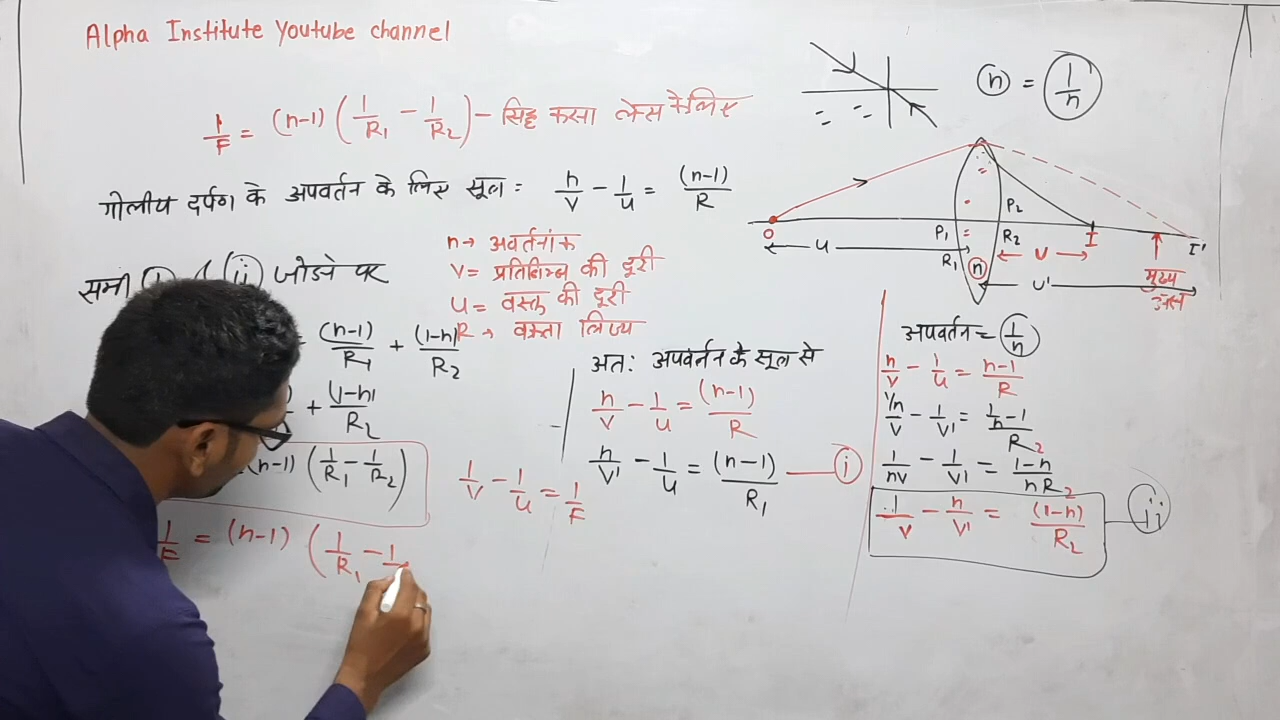 Alpha Institute Youtube channel
1/F = (n-1) (1/R₁ - 1/R₂) - सिद्ध करना लेन्स के लिए
गोलीय दर्पण के अपवर्तन के लिए सूत्र: n/v - 1/u = (n-1)/R
n→ अवर्तनांक
v = प्रतिबिम्ब की दूरी
u = वस्तु की दूरी
R → वक्रता त्रिज्य
(ii) जोडने पर
(n-1)/R₁ + (1-n)/R₂
+ (1-n)/R₂
(n-1) (1/R₁ - 1/R₂)
1/F = (n-1) (1/R₁ - 1
1/v - 1/u = 1/F
अत: अपवर्तन के सूत्र से
n/v - 1/u = (n-1)/R
n/v' - 1/u = (n-1)/R₁ — (i)
n = 1/n
O
P₁
P₂
R₁
R₂
n
I
I'
u
v
u'
मुख्य
अक्ष
अपवर्तन = 1/n
n/v - 1/u = n-1/R
1/n/v - 1/v' = 1/n-1/R₂
1/nv - 1/v' = 1-n/nR₂
1/v - n/v' = (1-n)/R₂ — ii